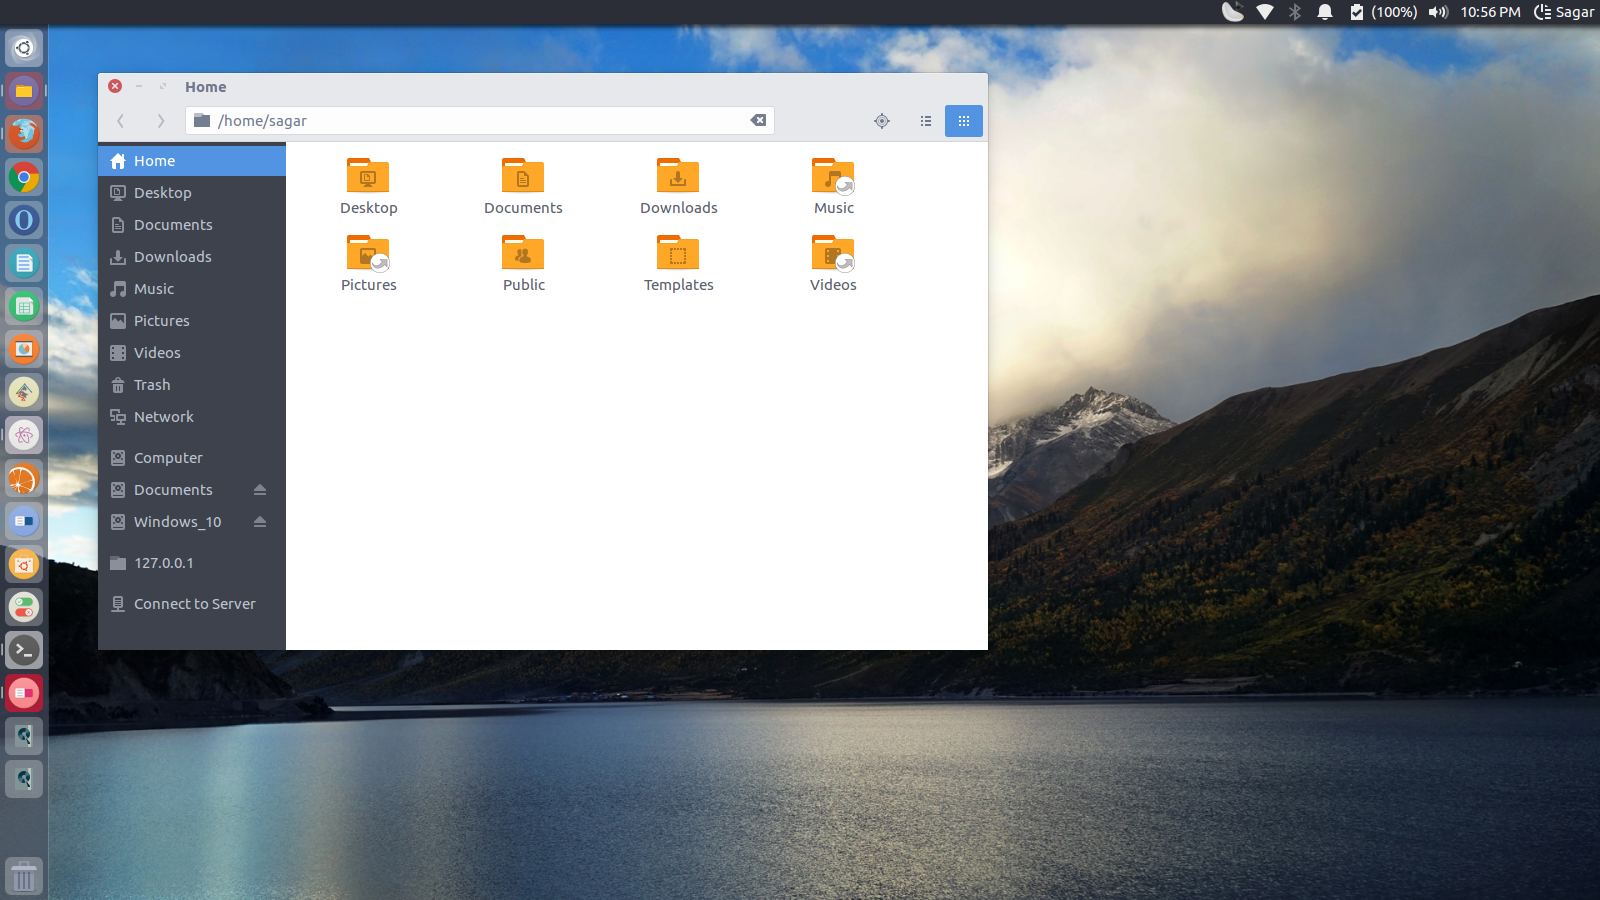 (100%) 10:56 PM Sagar
Home
/home/sagar
Home
Desktop
Documents
Downloads
Music
Pictures
Videos
Trash
Network
Computer
Documents
Windows_10
127.0.0.1
Connect to Server
Desktop Documents Downloads Music
Pictures Public Templates Videos